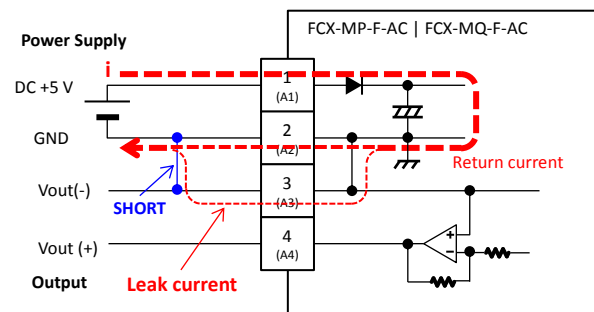 FCX-MP-F-AC | FCX-MQ-F-AC
Power Supply
i
DC +5 V
1
(A1)
GND
2
(A2)
Return current
Vout(-)
SHORT
3
(A3)
Vout (+)
4
(A4)
+
−
Output
Leak current